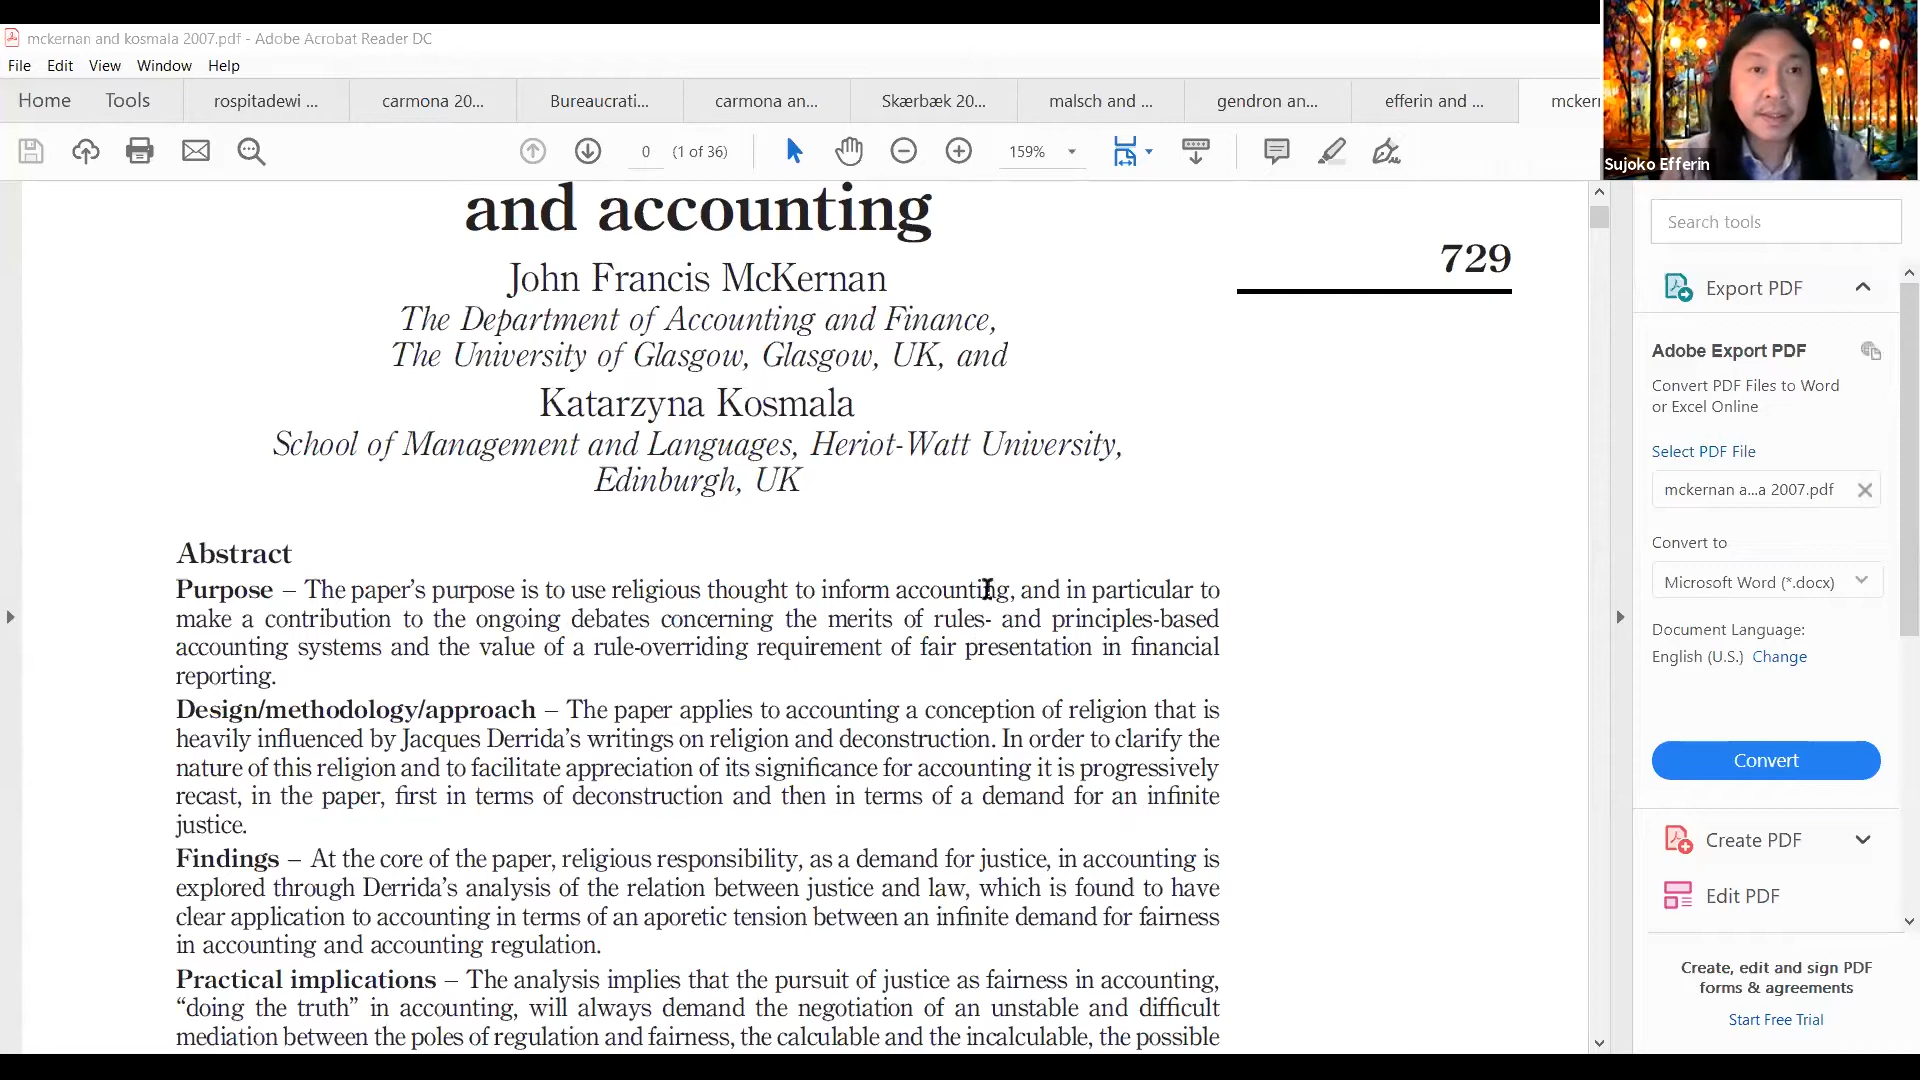 mckernan and kosmala 2007.pdf - Adobe Acrobat Reader DC
File Edit View Window Help
Home Tools rospitadewi ... carmona 20... Bureaucrati... carmona an... Skærbæk 20... malsch and ... gendron an... efferin and ... mcker
0 (1 of 36) 159%
Sujoko Efferin
and accounting
729
John Francis McKernan
The Department of Accounting and Finance,
The University of Glasgow, Glasgow, UK, and
Katarzyna Kosmala
School of Management and Languages, Heriot-Watt University,
Edinburgh, UK
Abstract
Purpose – The paper's purpose is to use religious thought to inform accounting, and in particular to
make a contribution to the ongoing debates concerning the merits of rules- and principles-based
accounting systems and the value of a rule-overriding requirement of fair presentation in financial
reporting.
Design/methodology/approach – The paper applies to accounting a conception of religion that is
heavily influenced by Jacques Derrida's writings on religion and deconstruction. In order to clarify the
nature of this religion and to facilitate appreciation of its significance for accounting it is progressively
recast, in the paper, first in terms of deconstruction and then in terms of a demand for an infinite
justice.
Findings – At the core of the paper, religious responsibility, as a demand for justice, in accounting is
explored through Derrida's analysis of the relation between justice and law, which is found to have
clear application to accounting in terms of an aporetic tension between an infinite demand for fairness
in accounting and accounting regulation.
Practical implications – The analysis implies that the pursuit of justice as fairness in accounting,
“doing the truth” in accounting, will always demand the negotiation of an unstable and difficult
mediation between the poles of regulation and fairness, the calculable and the incalculable, the possible
Search tools
Export PDF
Adobe Export PDF
Convert PDF Files to Word
or Excel Online
Select PDF File
mckernan a...a 2007.pdf
Convert to
Microsoft Word (*.docx)
Document Language:
English (U.S.) Change
Convert
Create PDF
Edit PDF
Create, edit and sign PDF
forms & agreements
Start Free Trial